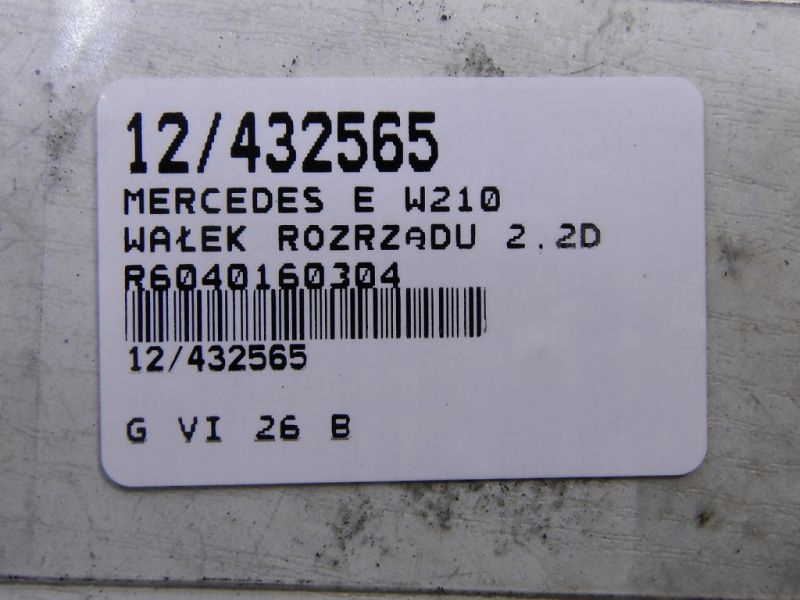 12/432565
MERCEDES E W210
WAŁEK ROZRZĄDU 2.2D
R6040160304
12/432565
G VI 26 B